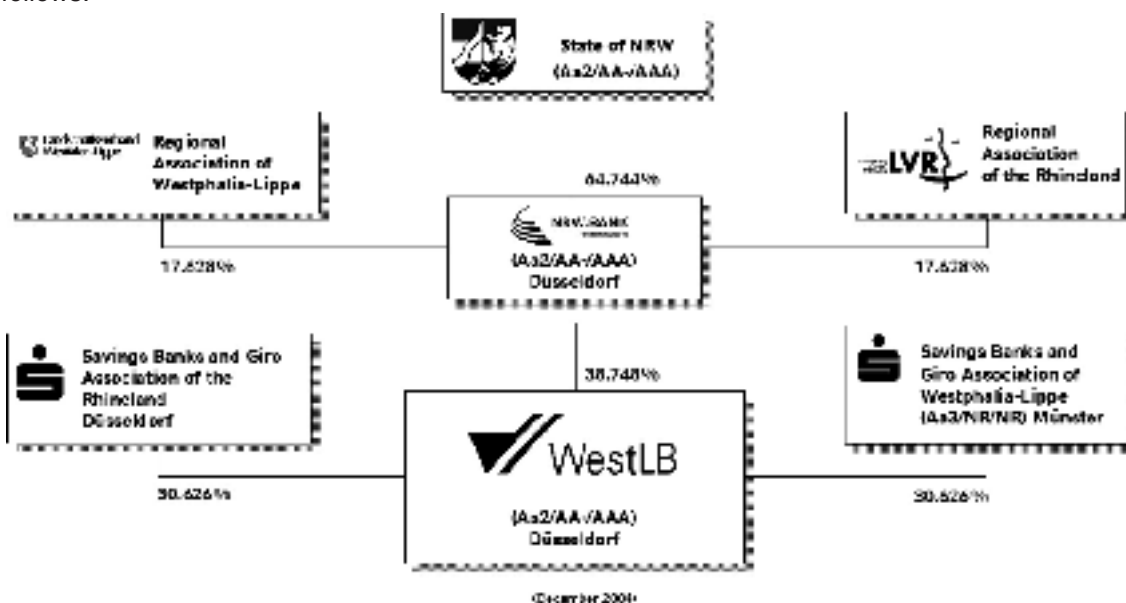 State of NRW
(Aa2/AA-/AAA)
Regional
Association of
Westphalia-Lippe
LVR
Regional
Association
of the Rhineland
64.744%
NRW.BANK
(Aa2/AA-/AAA)
Düsseldorf
17.628%
17.628%
Savings Banks and Giro
Association of the
Rhineland
Düsseldorf
38.748%
Savings Banks and
Giro Association of
Westphalia-Lippe
(Aa3/NR/NR) Münster
WestLB
(Aa2/AA-/AAA)
Düsseldorf
30.626%
30.626%